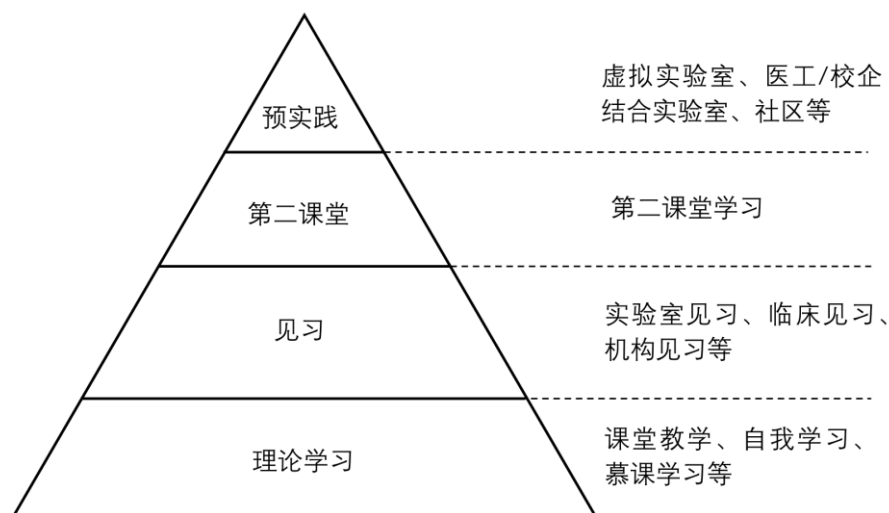 预实践
虚拟实验室、医工/校企
结合实验室、社区等
第二课堂
第二课堂学习
见习
实验室见习、临床见习、
机构见习等
理论学习
课堂教学、自我学习、
慕课学习等